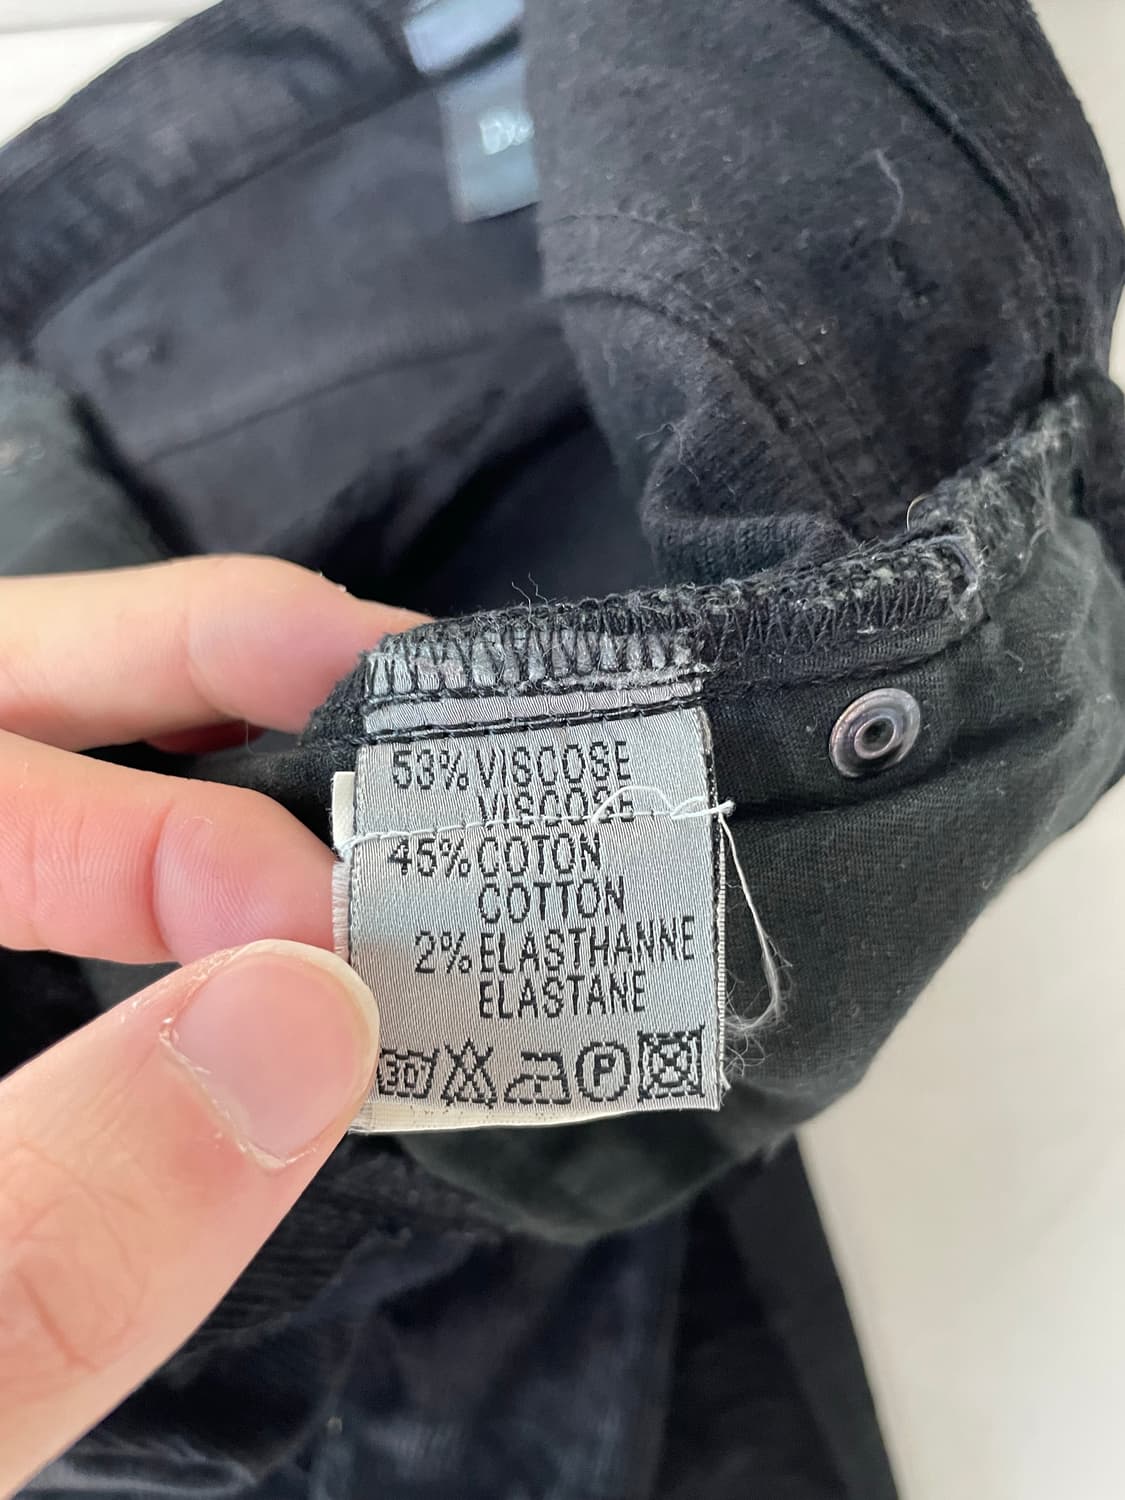 53% VISCOSE
VISCOSE
45% COTON
COTTON
2% ELASTHANNE
ELASTANE
30 P